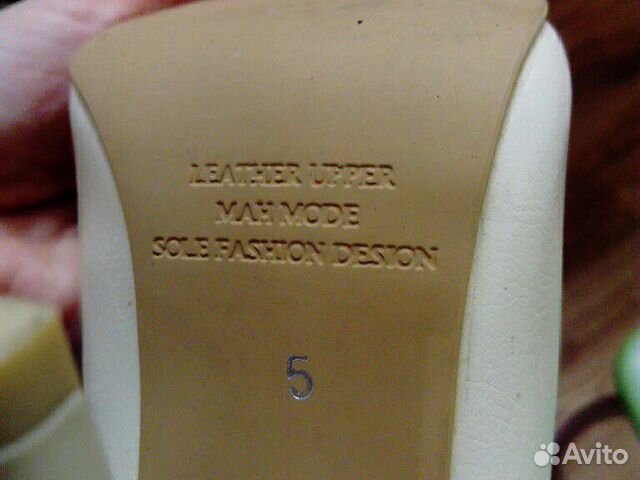 LEATHER UPPER
MAH MODE
SOLE FASHION DESION
5
Avito